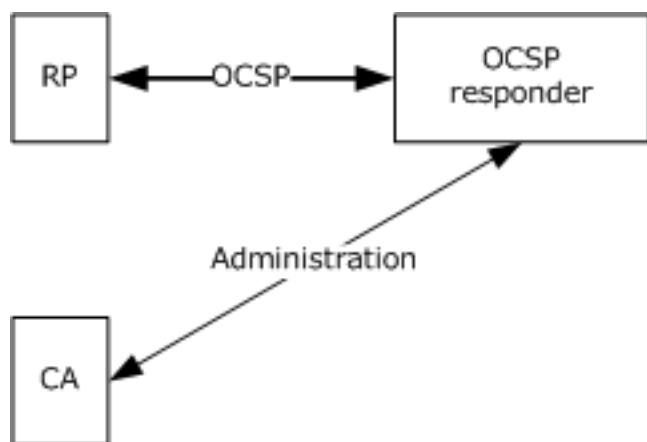 RP
OCSP
OCSP
responder
Administration
CA